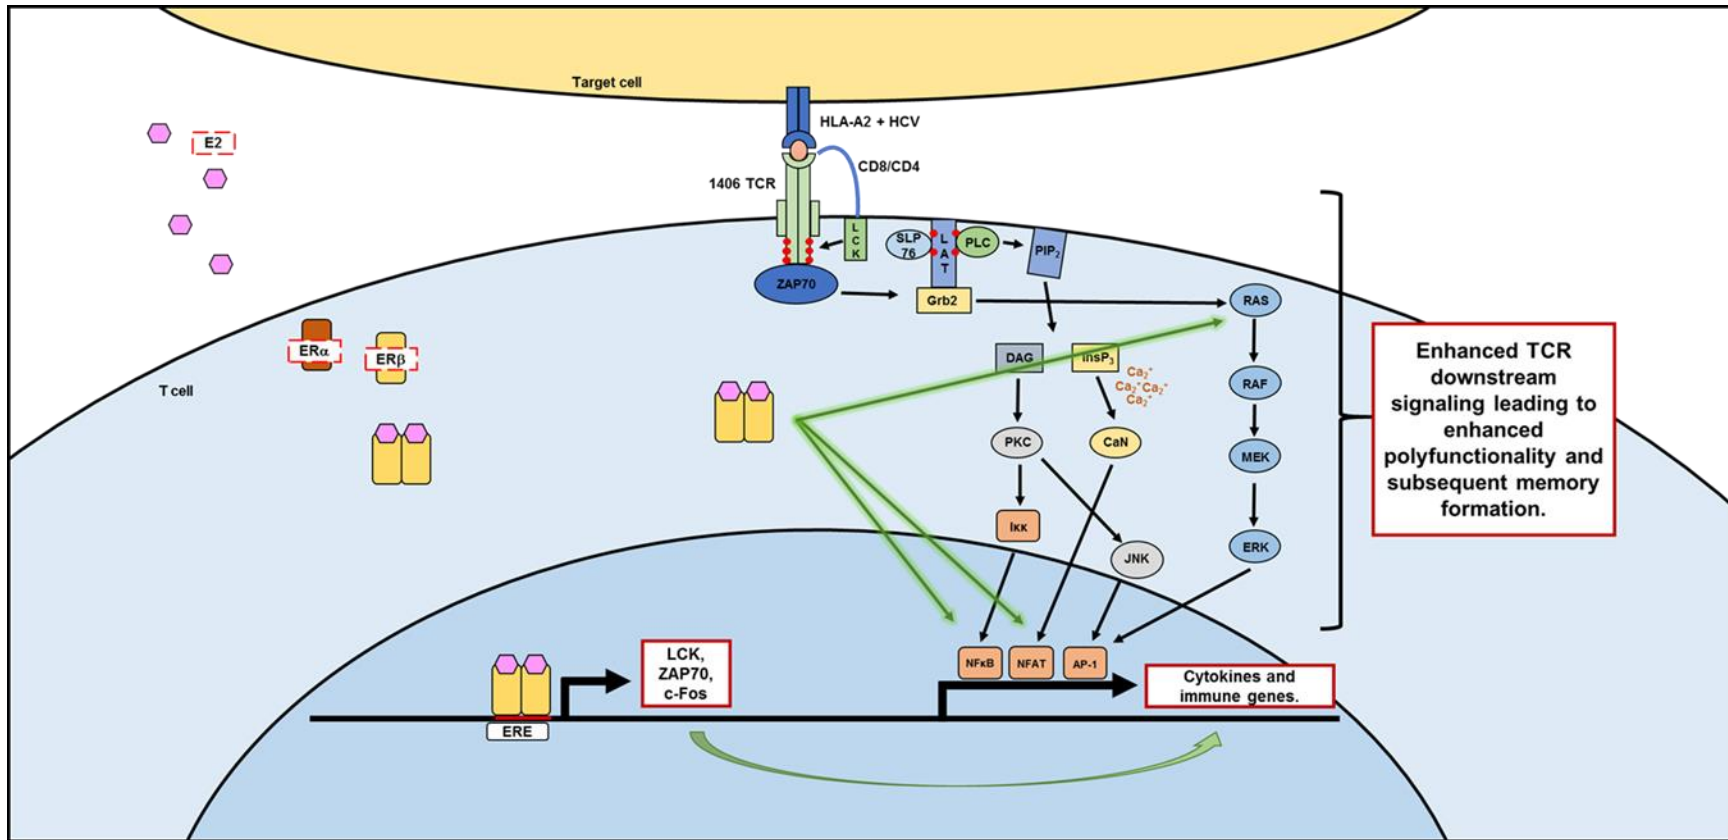 Target cell
E2
HLA-A2 + HCV
CD8/CD4
1406 TCR
L
C
K
SLP
76
L
A
T
PLC
PIP₂
ZAP70
Grb2
RAS
ERα
ERβ
T cell
DAG
InsP₃
Ca₂⁺
Ca₂⁺Ca₂⁺
Ca₂⁺
RAF
PKC
CaN
MEK
Iκκ
JNK
ERK
Enhanced TCR
downstream
signaling leading to
enhanced
polyfunctionality and
subsequent memory
formation.
LCK,
ZAP70,
c-Fos
NFκB
NFAT
AP-1
Cytokines and
immune genes.
ERE